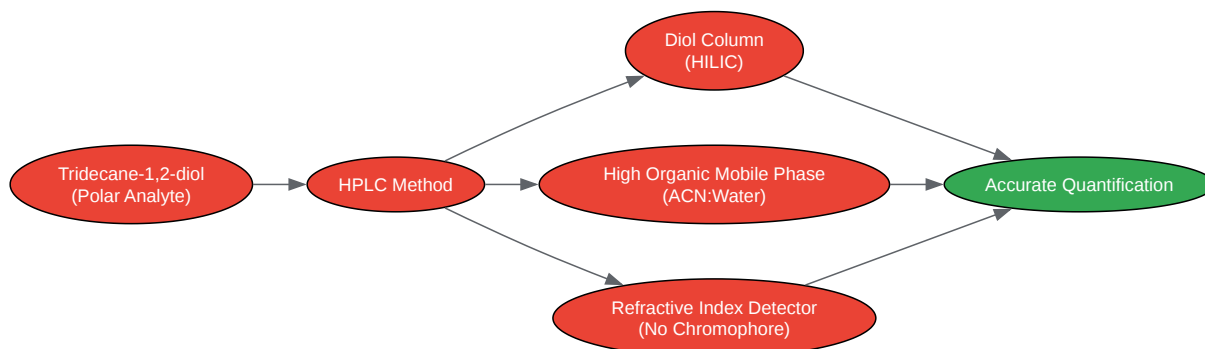 Diol Column
(HILIC)
Tridecane-1,2-diol
(Polar Analyte)
HPLC Method
High Organic Mobile Phase
(ACN:Water)
Accurate Quantification
Refractive Index Detector
(No Chromophore)